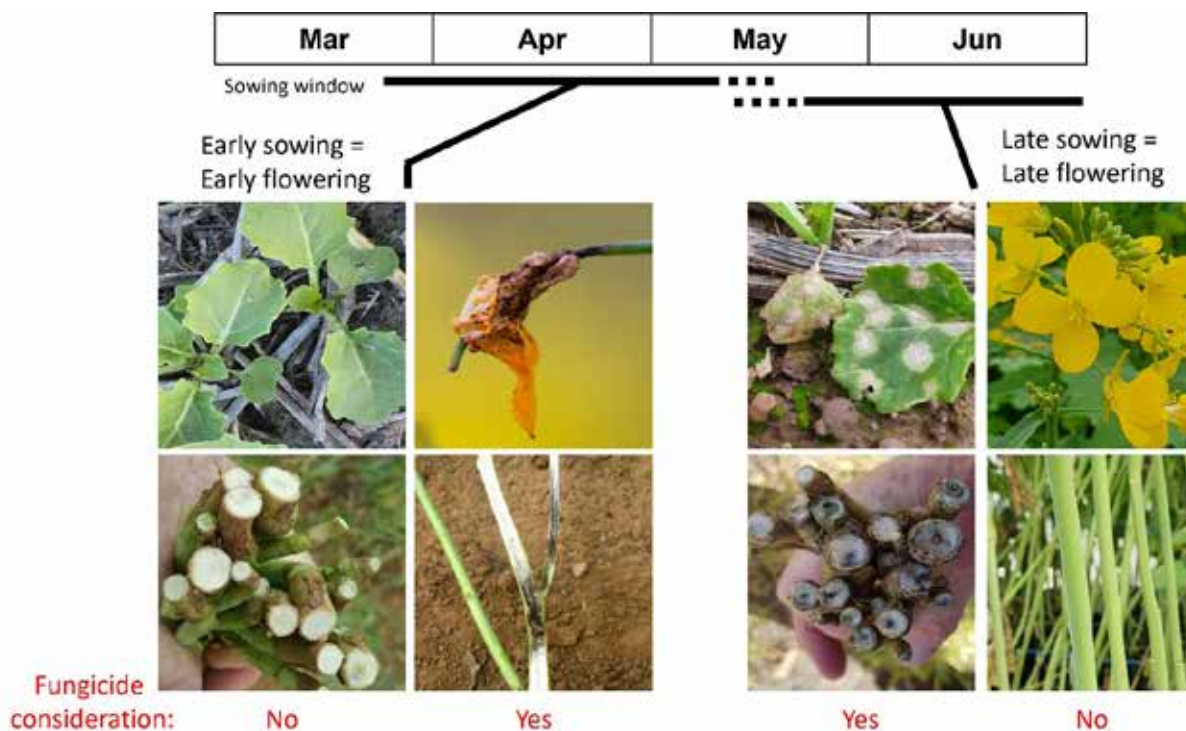 Mar Apr May Jun
Sowing window
Early sowing =
Early flowering
Late sowing =
Late flowering
Fungicide
consideration: No Yes Yes No